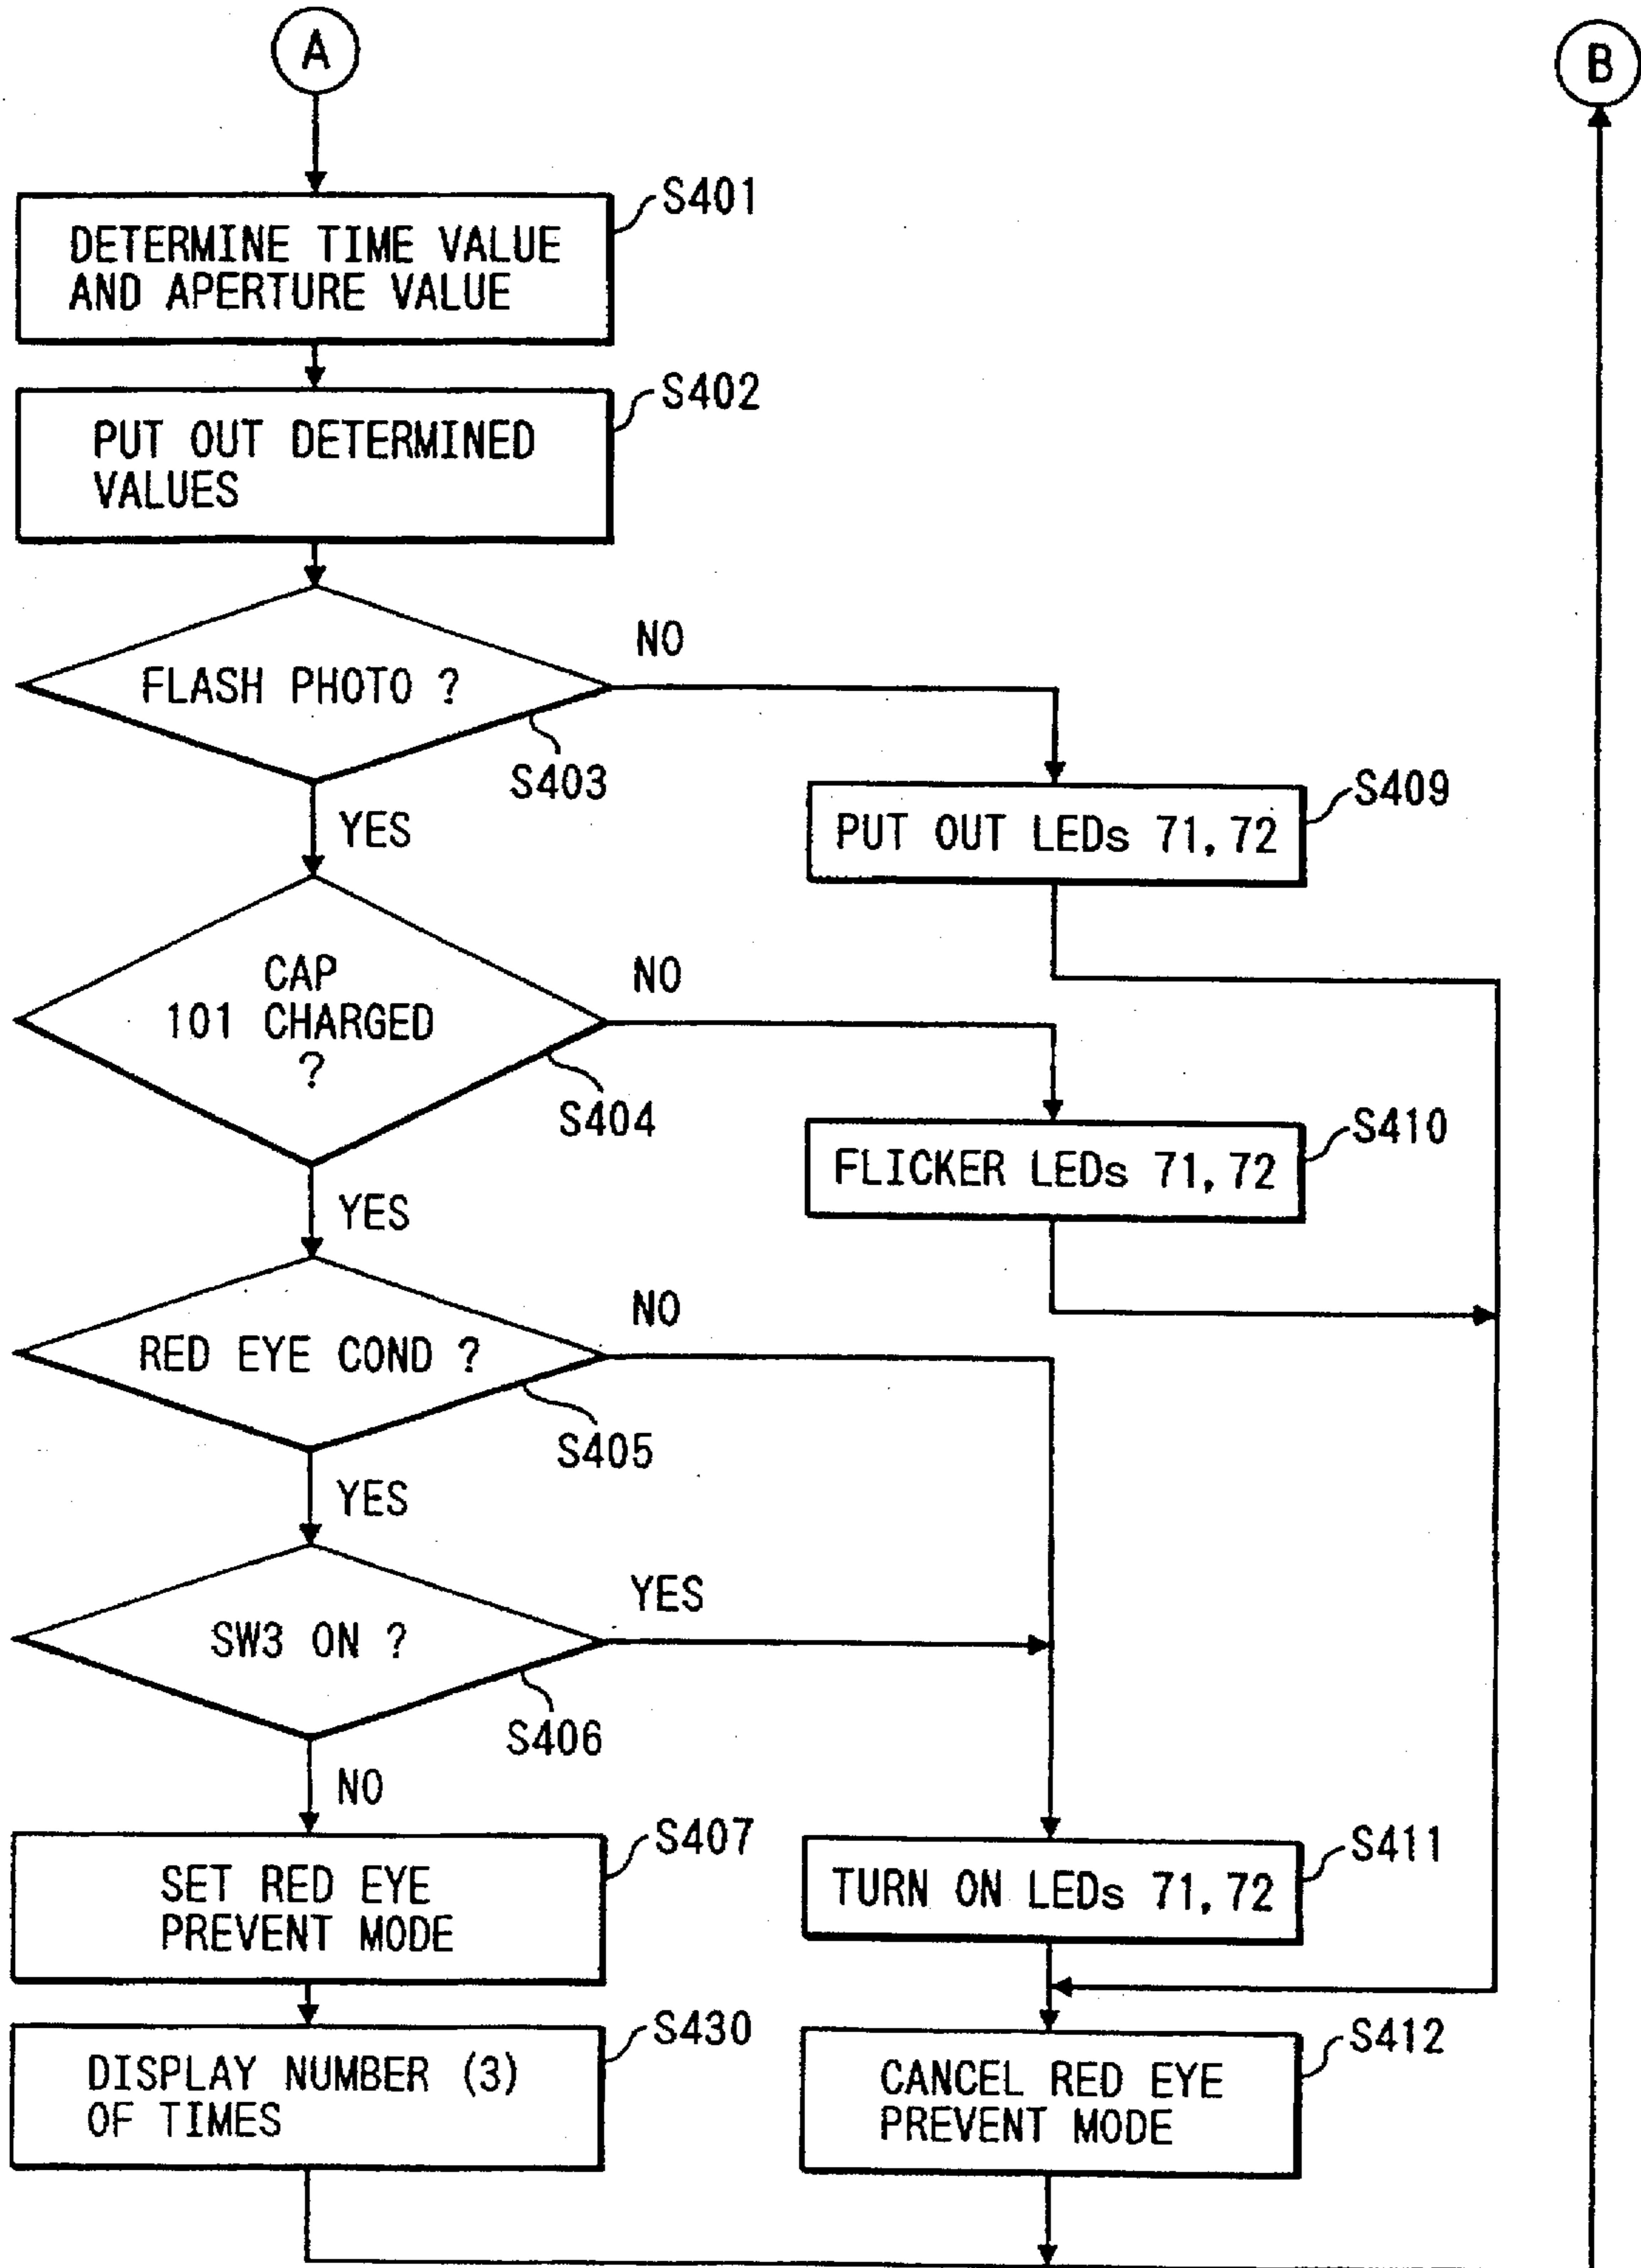 A
B
S401
DETERMINE TIME VALUE
AND APERTURE VALUE
S402
PUT OUT DETERMINED
VALUES
NO
FLASH PHOTO ?
S403
YES
S409
PUT OUT LEDs 71, 72
CAP
101 CHARGED
?
NO
S404
S410
FLICKER LEDs 71, 72
YES
NO
RED EYE COND ?
S405
YES
YES
SW3 ON ?
S406
NO
S407
SET RED EYE
PREVENT MODE
S411
TURN ON LEDs 71, 72
S430
DISPLAY NUMBER (3)
OF TIMES
S412
CANCEL RED EYE
PREVENT MODE